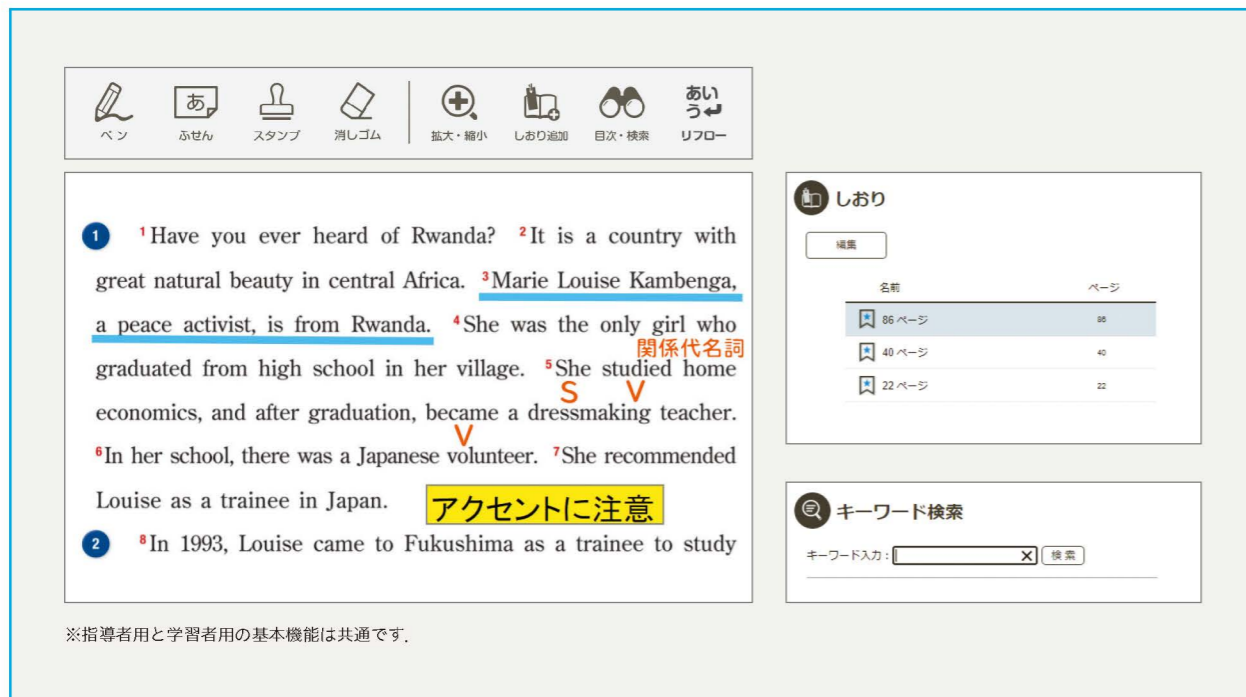 ペン
ふせん
スタンプ
消しゴム
拡大・縮小
しおり追加
目次・検索
リフロー
あ
あい
う
1 1Have you ever heard of Rwanda? 2It is a country with
great natural beauty in central Africa. 3Marie Louise Kambenga,
a peace activist, is from Rwanda. 4She was the only girl who
関係代名詞
graduated from high school in her village. 5She studied home
S V
economics, and after graduation, became a dressmaking teacher.
V
6In her school, there was a Japanese volunteer. 7She recommended
Louise as a trainee in Japan.
アクセントに注意
2 8In 1993, Louise came to Fukushima as a trainee to study
しおり
編集
名前 ページ
86 ページ 86
40 ページ 40
22 ページ 22
キーワード検索
キーワード入力: 検索
※指導者用と学習者用の基本機能は共通です.